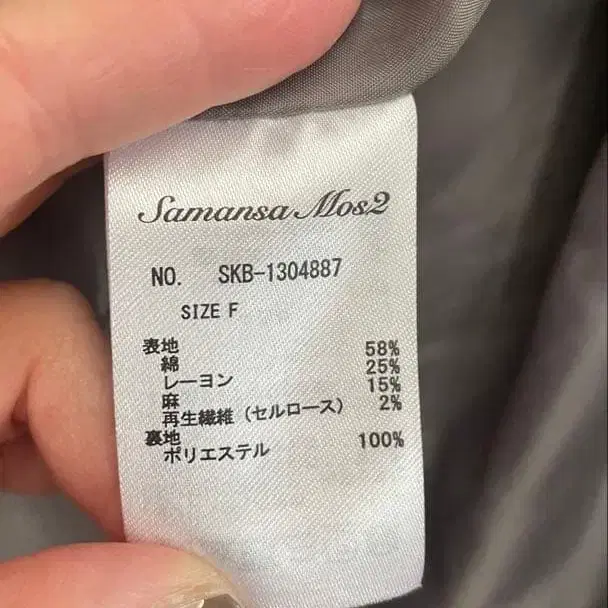 Samansa Mos2
NO. SKB-1304887
SIZE F
表地
綿 58%
レーヨン 25%
麻 15%
再生繊維（セルロース） 2%
裏地
ポリエステル 100%